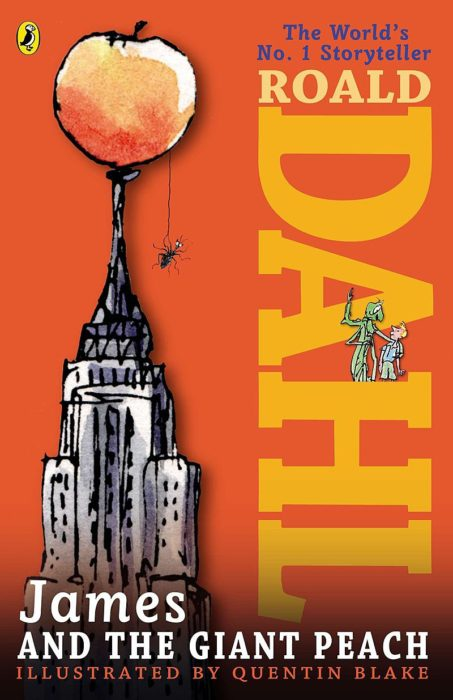 The World's
No. 1 Storyteller
ROALD
DAHL
James
AND THE GIANT PEACH
ILLUSTRATED BY QUENTIN BLAKE